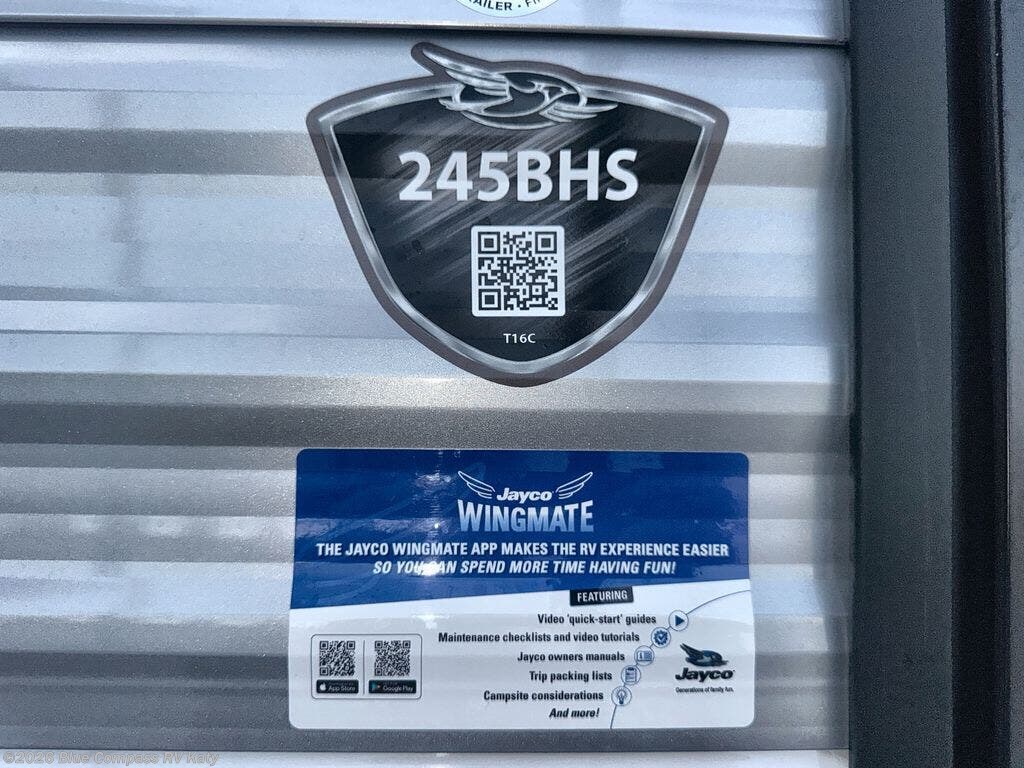 245BHS
T16C
Jayco
WINGMATE
THE JAYCO WINGMATE APP MAKES THE RV EXPERIENCE EASIER
SO YOU CAN SPEND MORE TIME HAVING FUN!
FEATURING
Video 'quick-start' guides
Maintenance checklists and video tutorials
Jayco owners manuals
Trip packing lists
Campsite considerations
And more!
App Store
Google Play
Jayco
Generations of family fun.
©2026 Blue Compass RV Katy